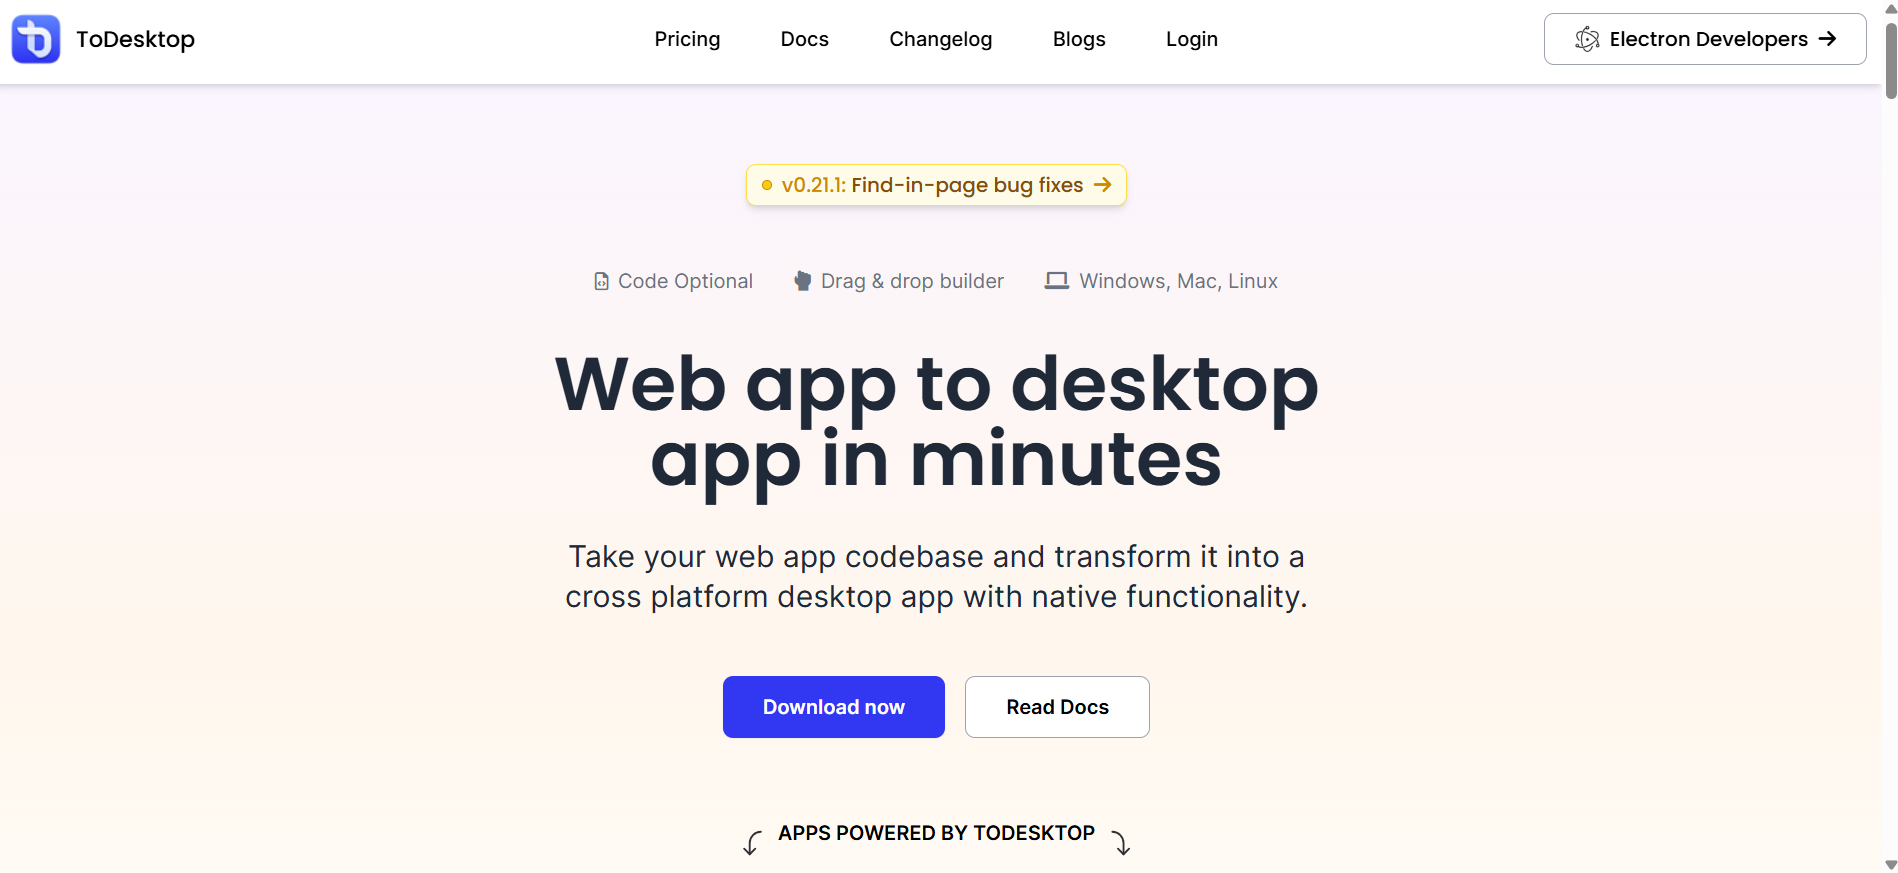 ToDesktop
Pricing
Docs
Changelog
Blogs
Login
Electron Developers →
v0.21.1: Find-in-page bug fixes →
Code Optional
Drag & drop builder
Windows, Mac, Linux
Web app to desktop
app in minutes
Take your web app codebase and transform it into a
cross platform desktop app with native functionality.
Download now
Read Docs
APPS POWERED BY TODESKTOP